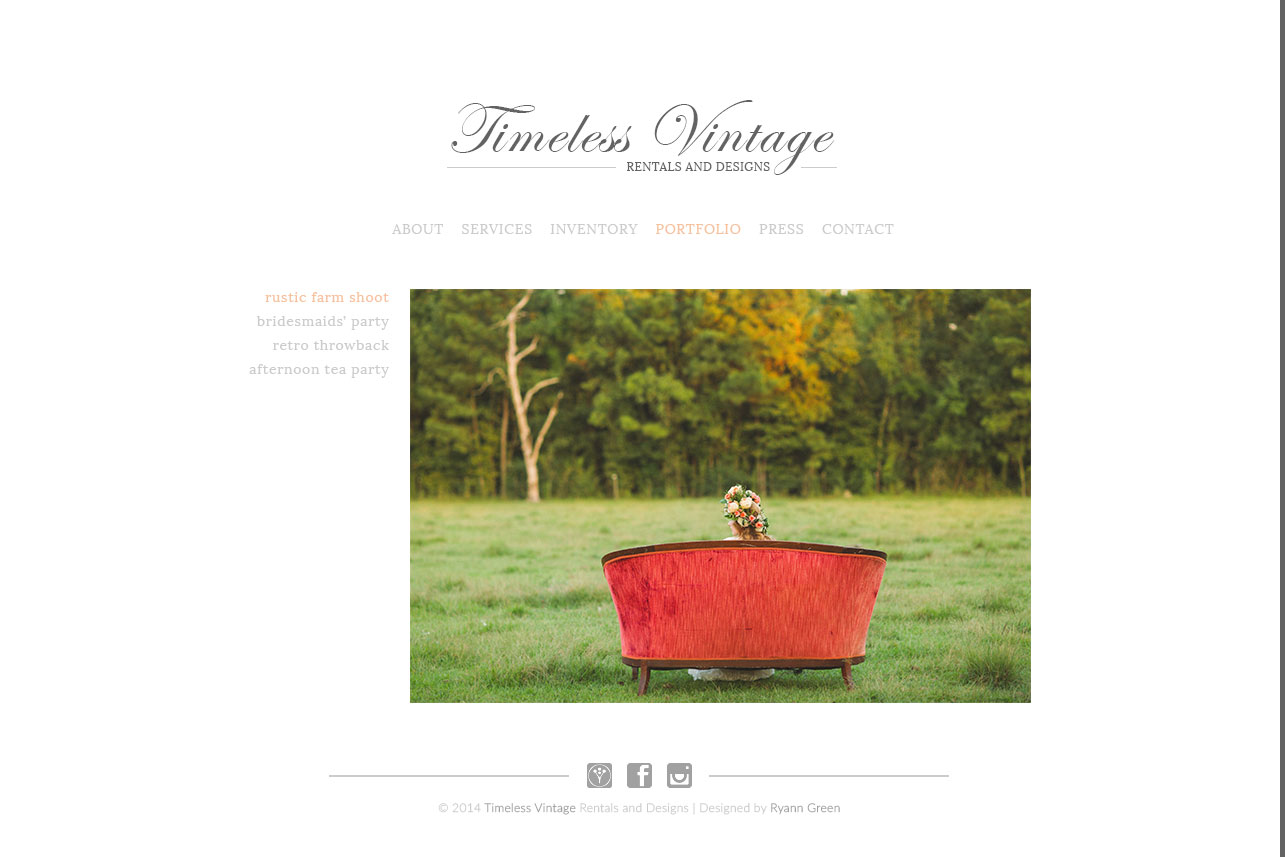 Timeless Vintage
RENTALS AND DESIGNS
ABOUT SERVICES INVENTORY PORTFOLIO PRESS CONTACT
rustic farm shoot
bridesmaids' party
retro throwback
afternoon tea party
© 2014 Timeless Vintage Rentals and Designs | Designed by Ryann Green